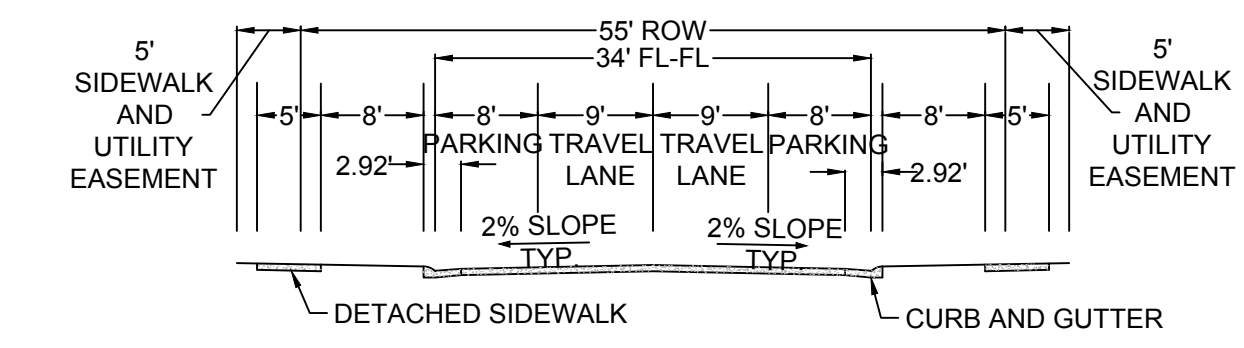 55' ROW
34' FL-FL
5'
SIDEWALK
AND
UTILITY
EASEMENT
5'
SIDEWALK
AND
UTILITY
EASEMENT
5' 8' 8' 9' 9' 8' 8' 5'
PARKING TRAVEL LANE TRAVEL LANE PARKING
2.92' 2.92'
2% SLOPE
TYP.
2% SLOPE
TYP.
DETACHED SIDEWALK
CURB AND GUTTER